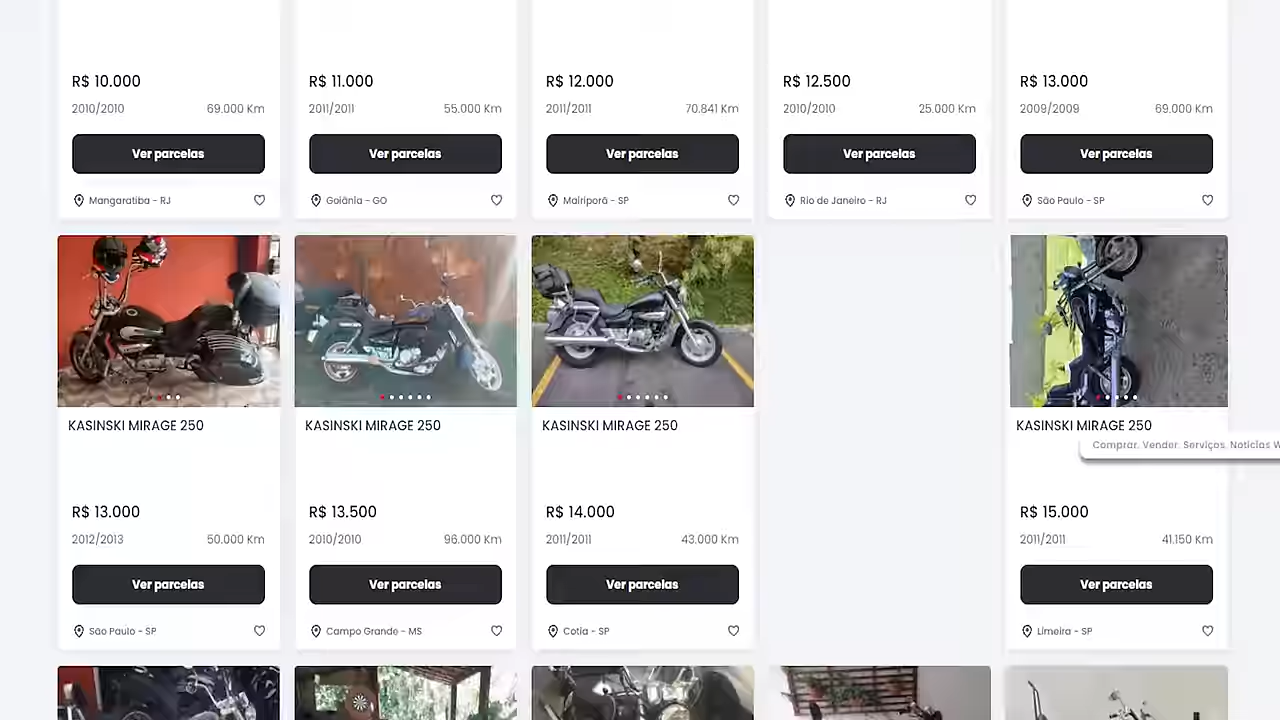 R$ 10.000
R$ 11.000
R$ 12.000
R$ 12.500
R$ 13.000
2010/2010 69.000 Km
2011/2011 55.000 Km
2011/2011 70.841 Km
2010/2010 25.000 Km
2009/2009 69.000 Km
Ver parcelas
Ver parcelas
Ver parcelas
Ver parcelas
Ver parcelas
Mangaratiba - RJ
Goiânia - GO
Mairiporã - SP
Rio de Janeiro - RJ
São Paulo - SP
KASINSKI MIRAGE 250
KASINSKI MIRAGE 250
KASINSKI MIRAGE 250
KASINSKI MIRAGE 250
Comprar. Vender. Serviços. Notícias W
R$ 13.000
R$ 13.500
R$ 14.000
R$ 15.000
2012/2013 50.000 Km
2010/2010 96.000 Km
2011/2011 43.000 Km
2011/2011 41.150 Km
Ver parcelas
Ver parcelas
Ver parcelas
Ver parcelas
São Paulo - SP
Campo Grande - MS
Cotia - SP
Limeira - SP